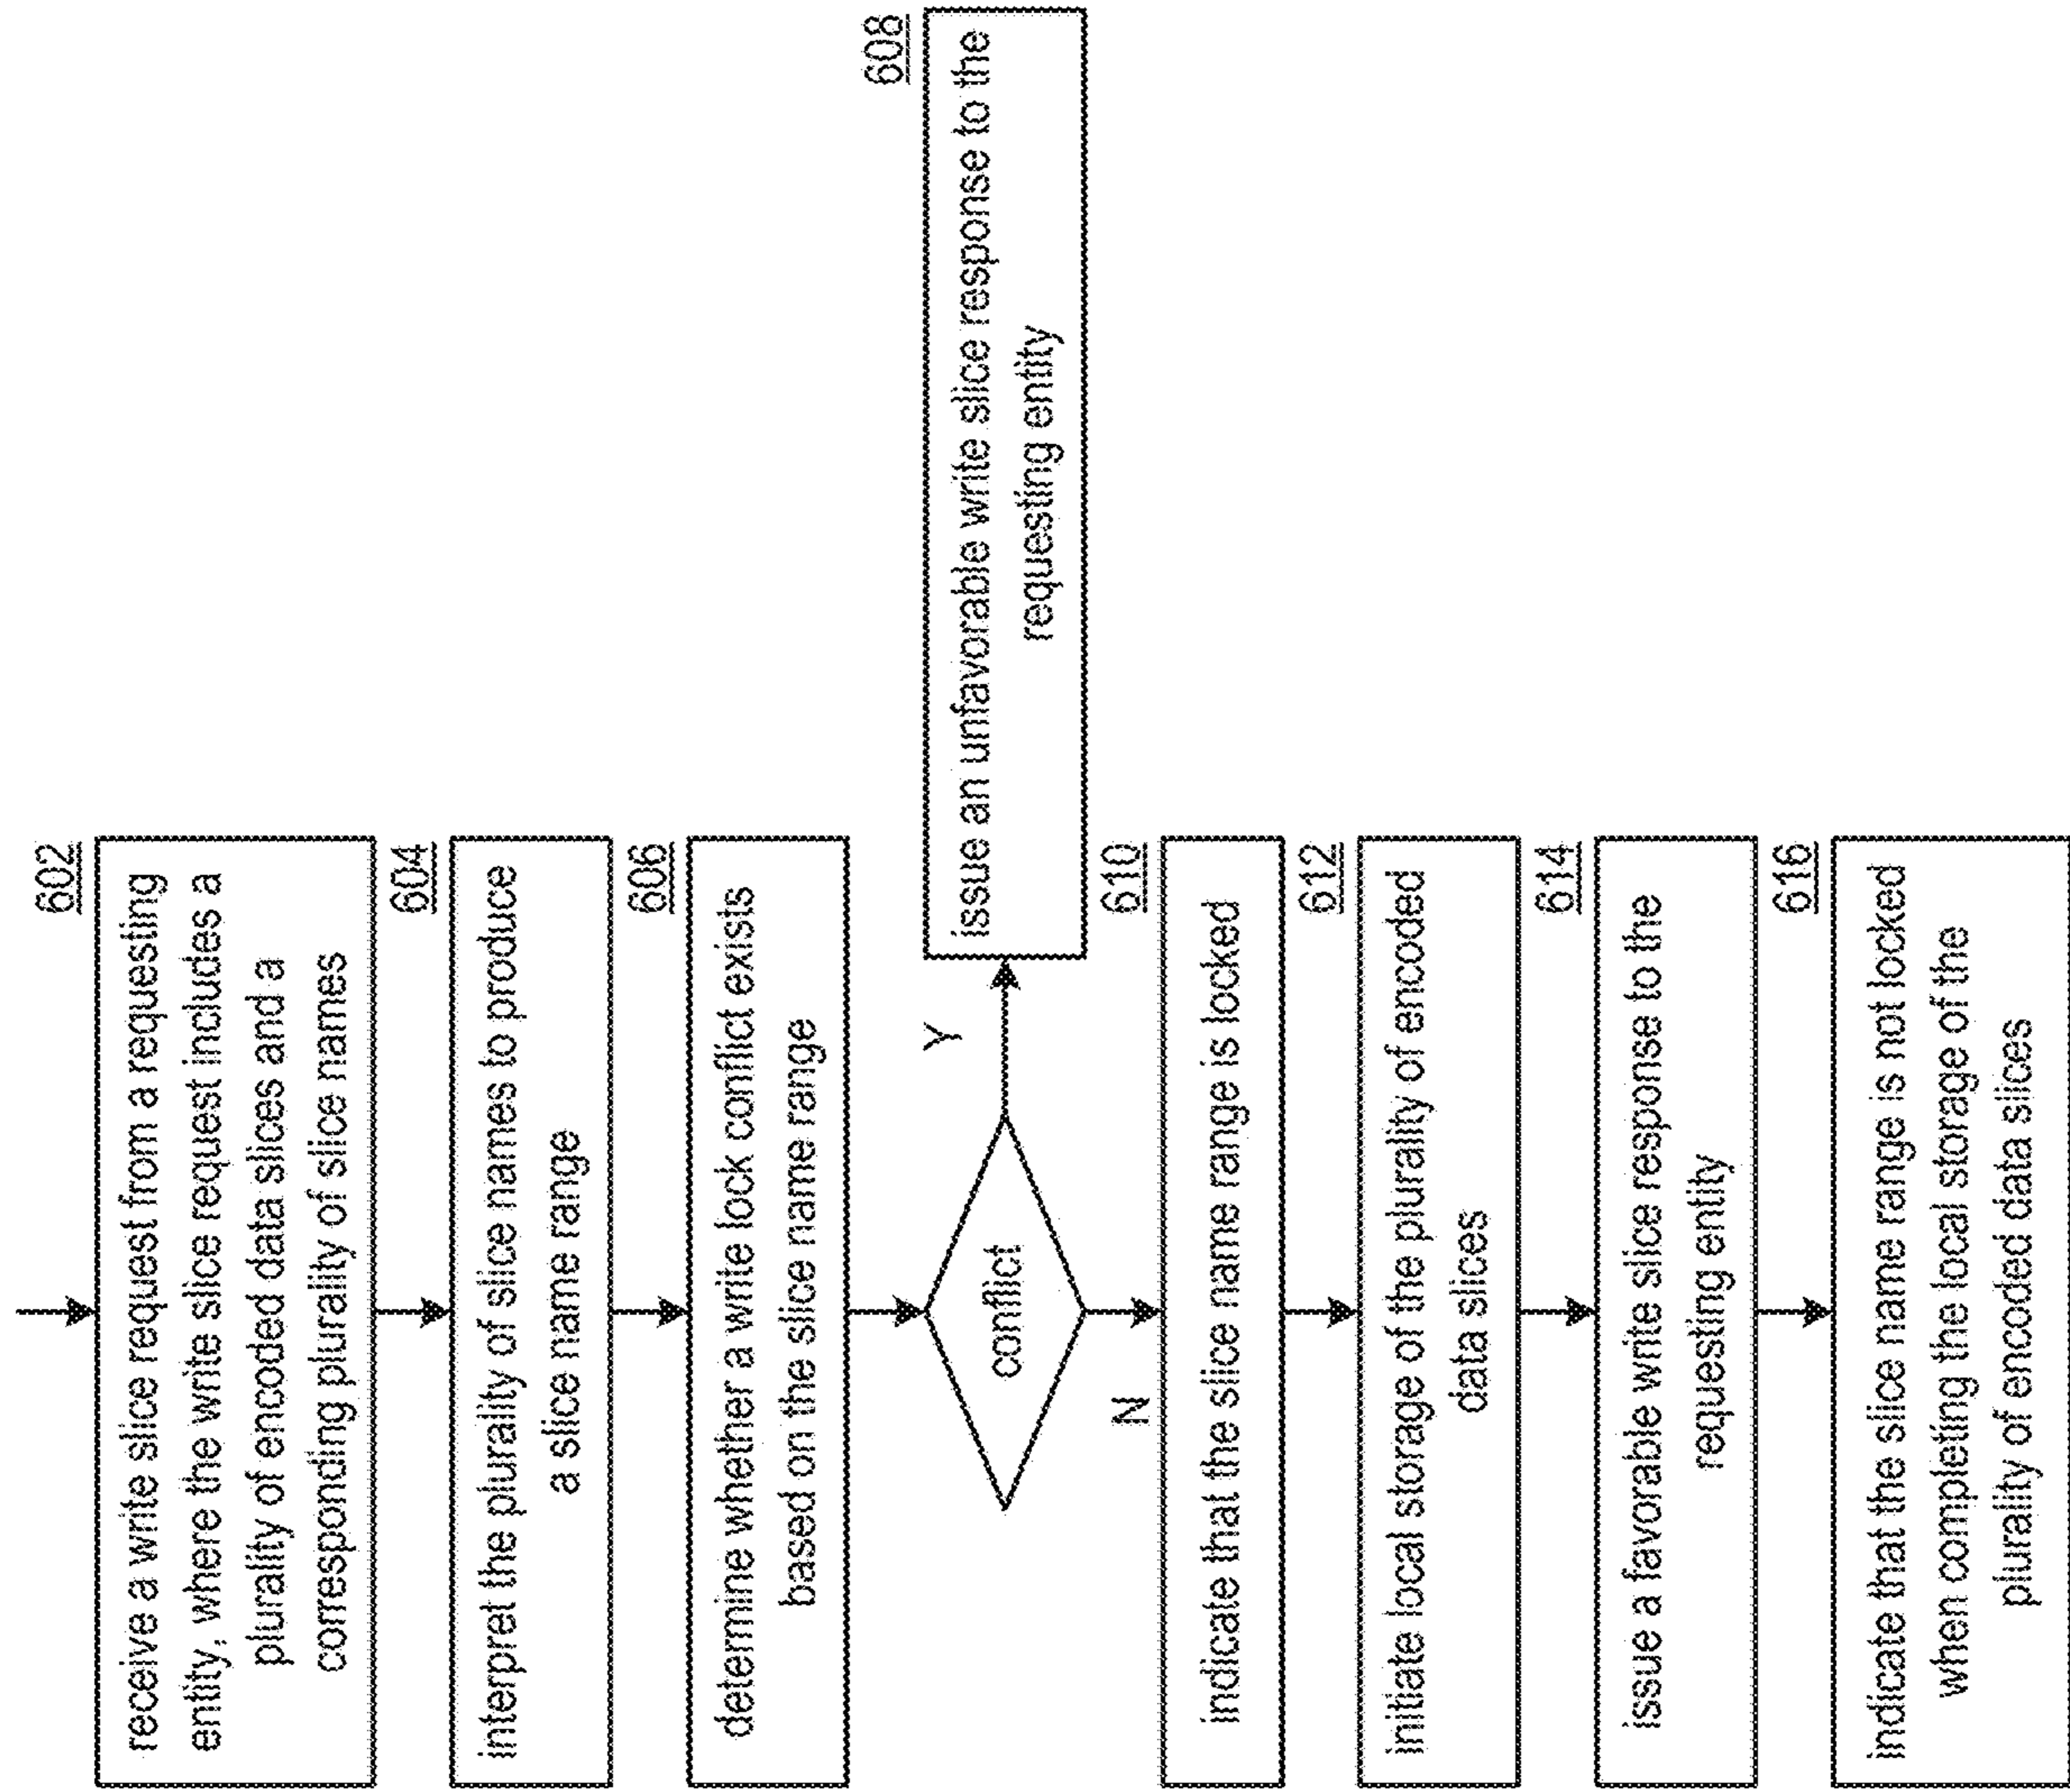 602
receive a write slice request from a requesting
entity, where the write slice request includes a
plurality of encoded data slices and a
corresponding plurality of slice names
604
interpret the plurality of slice names to produce
a slice name range
606
determine whether a write lock conflict exists
based on the slice name range
conflict
Y
608
issue an unfavorable write slice response to the
requesting entity
N
610
indicate that the slice name range is locked
612
initiate local storage of the plurality of encoded
data slices
614
issue a favorable write slice response to the
requesting entity
616
indicate that the slice name range is not locked
when completing the local storage of the
plurality of encoded data slices